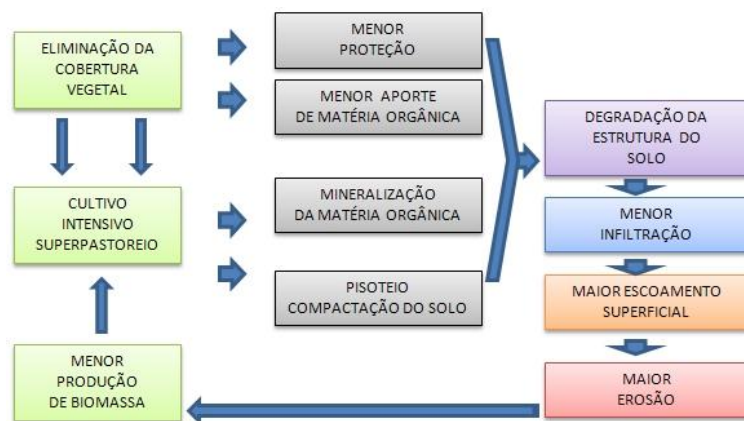 ELIMINAÇÃO DA
COBERTURA
VEGETAL
MENOR
PROTEÇÃO
MENOR APORTE
DE MATÉRIA ORGÂNICA
CULTIVO
INTENSIVO
SUPERPASTOREIO
MINERALIZAÇÃO
DA MATÉRIA ORGÂNICA
PISOTEIO
COMPACTAÇÃO DO SOLO
DEGRADAÇÃO DA
ESTRUTURA DO
SOLO
MENOR
INFILTRAÇÃO
MAIOR ESCOAMENTO
SUPERFICIAL
MAIOR
EROSÃO
MENOR
PRODUÇÃO
DE BIOMASSA